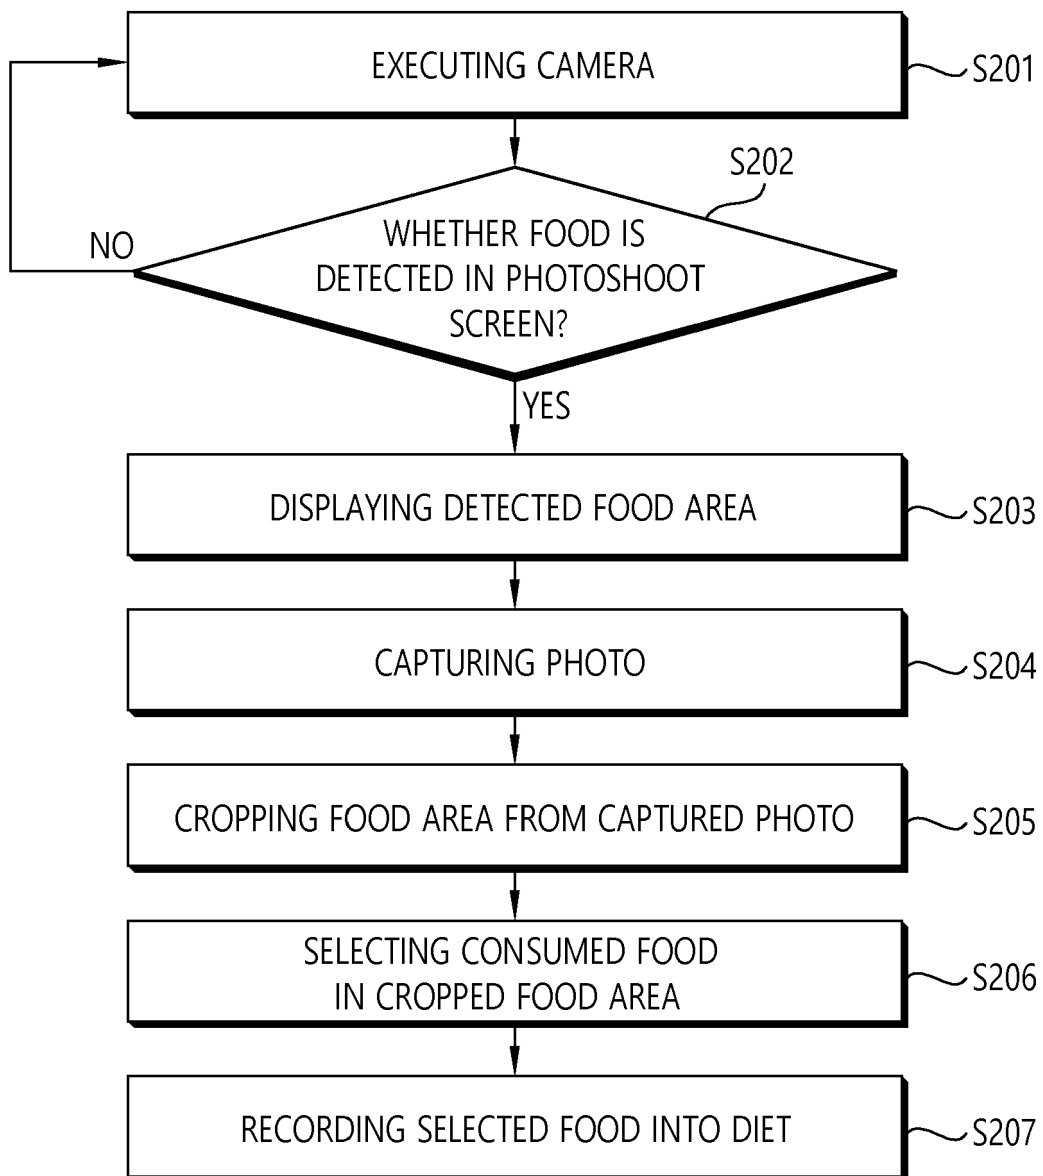 EXECUTING CAMERA
S201
S202
WHETHER FOOD IS
DETECTED IN PHOTOSHOOT
SCREEN?
NO
YES
DISPLAYING DETECTED FOOD AREA
S203
CAPTURING PHOTO
S204
CROPPING FOOD AREA FROM CAPTURED PHOTO
S205
SELECTING CONSUMED FOOD
IN CROPPED FOOD AREA
S206
RECORDING SELECTED FOOD INTO DIET
S207